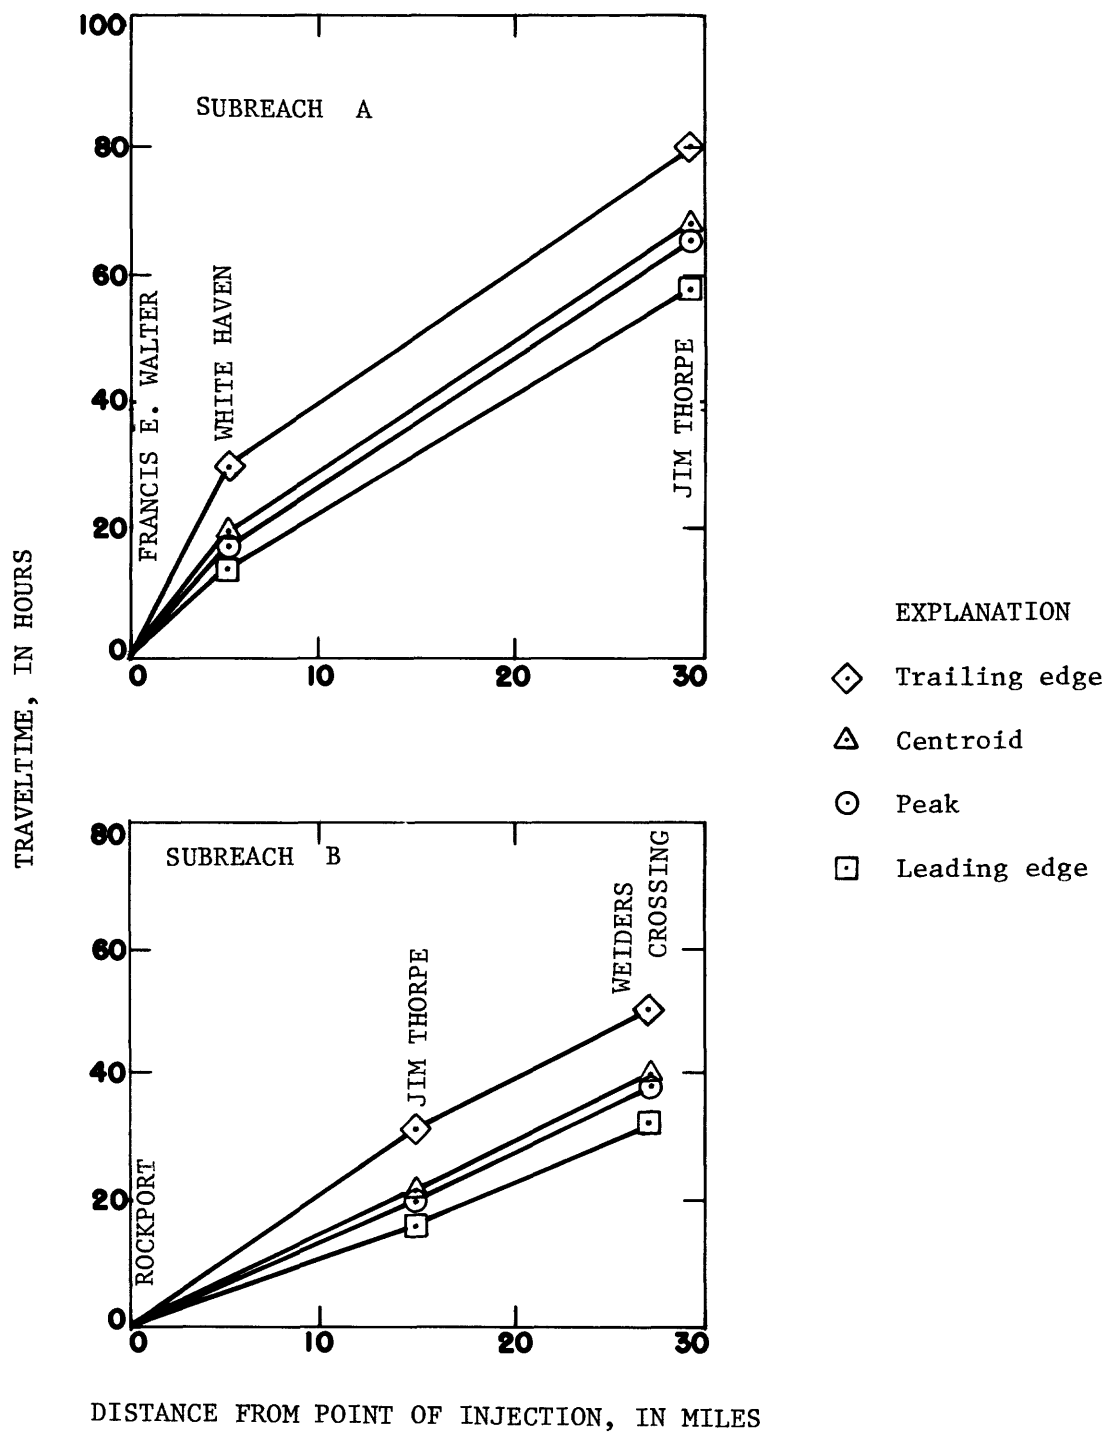 100
SUBREACH A
80
60
40
20
0
FRANCIS E. WALTER
WHITE HAVEN
JIM THORPE
0 10 20 30
TRAVELTIME, IN HOURS
EXPLANATION
Trailing edge
Centroid
Peak
Leading edge
80
SUBREACH B
60
40
20
0
ROCKPORT
JIM THORPE
WEIDERS
CROSSING
0 10 20 30
DISTANCE FROM POINT OF INJECTION, IN MILES